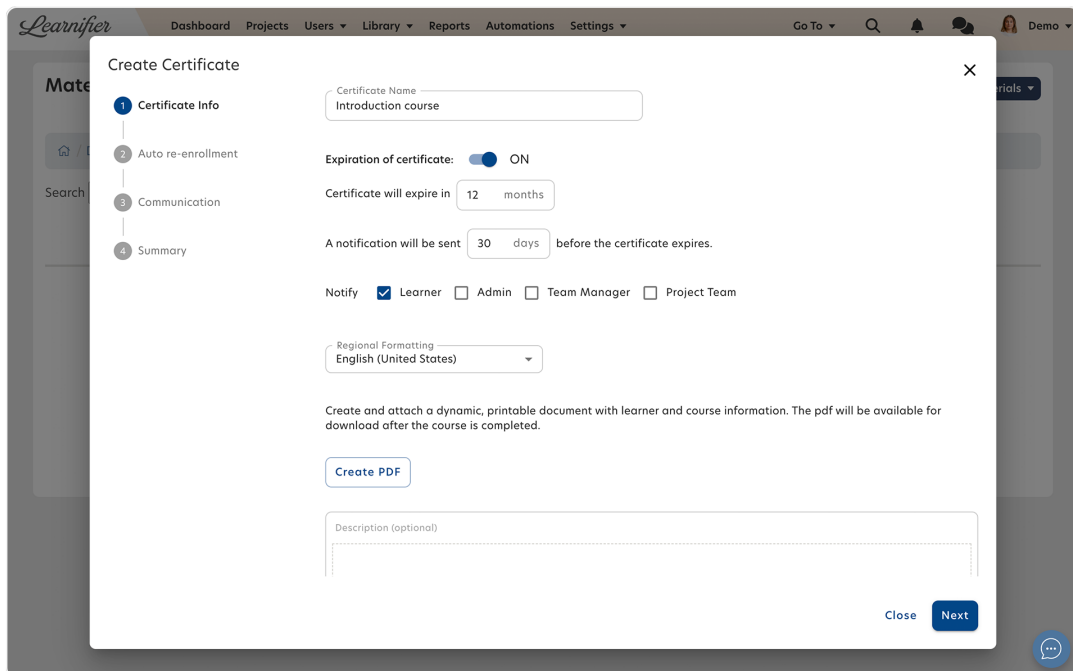 Learnifier
Dashboard Projects Users Library Reports Automations Settings Go To Demo
Mate
rials
Search
Create Certificate
1 Certificate Info
2 Auto re-enrollment
3 Communication
4 Summary
Certificate Name
Introduction course
Expiration of certificate: ON
Certificate will expire in 12 months
A notification will be sent 30 days before the certificate expires.
Notify Learner Admin Team Manager Project Team
Regional Formatting
English (United States)
Create and attach a dynamic, printable document with learner and course information. The pdf will be available for
download after the course is completed.
Create PDF
Description (optional)
Close Next